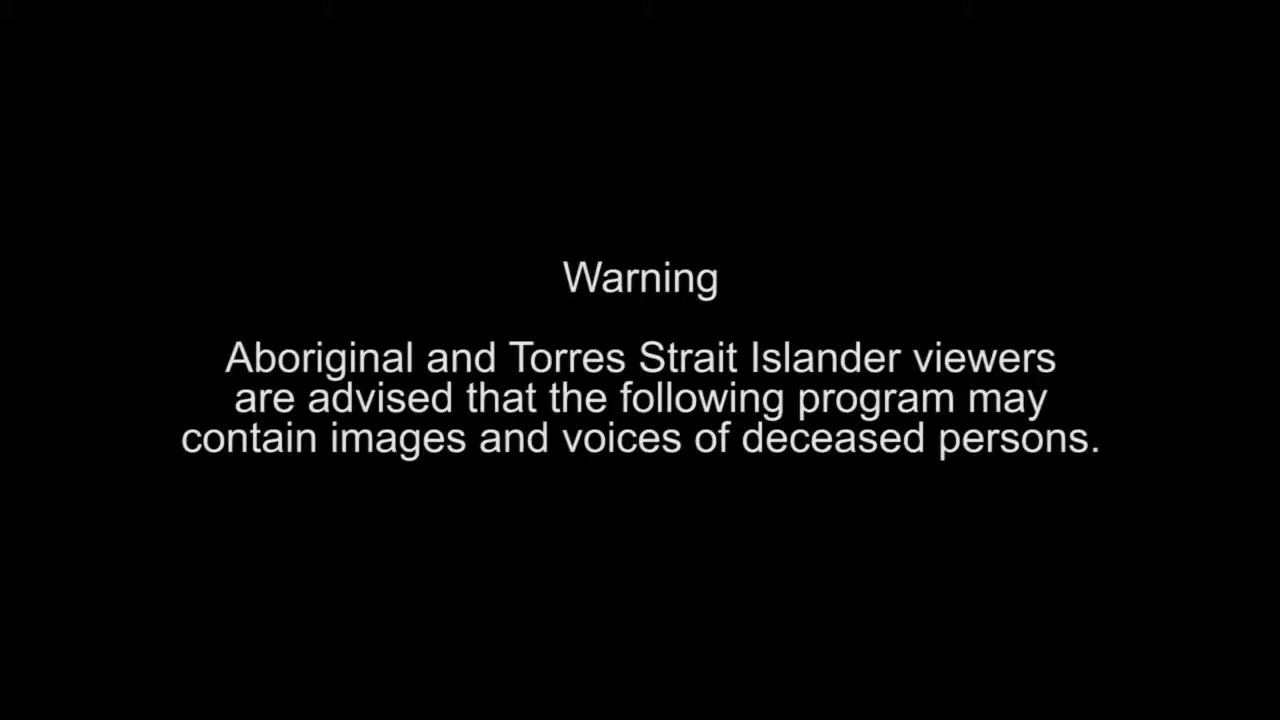 Warning
Aboriginal and Torres Strait Islander viewers
are advised that the following program may
contain images and voices of deceased persons.